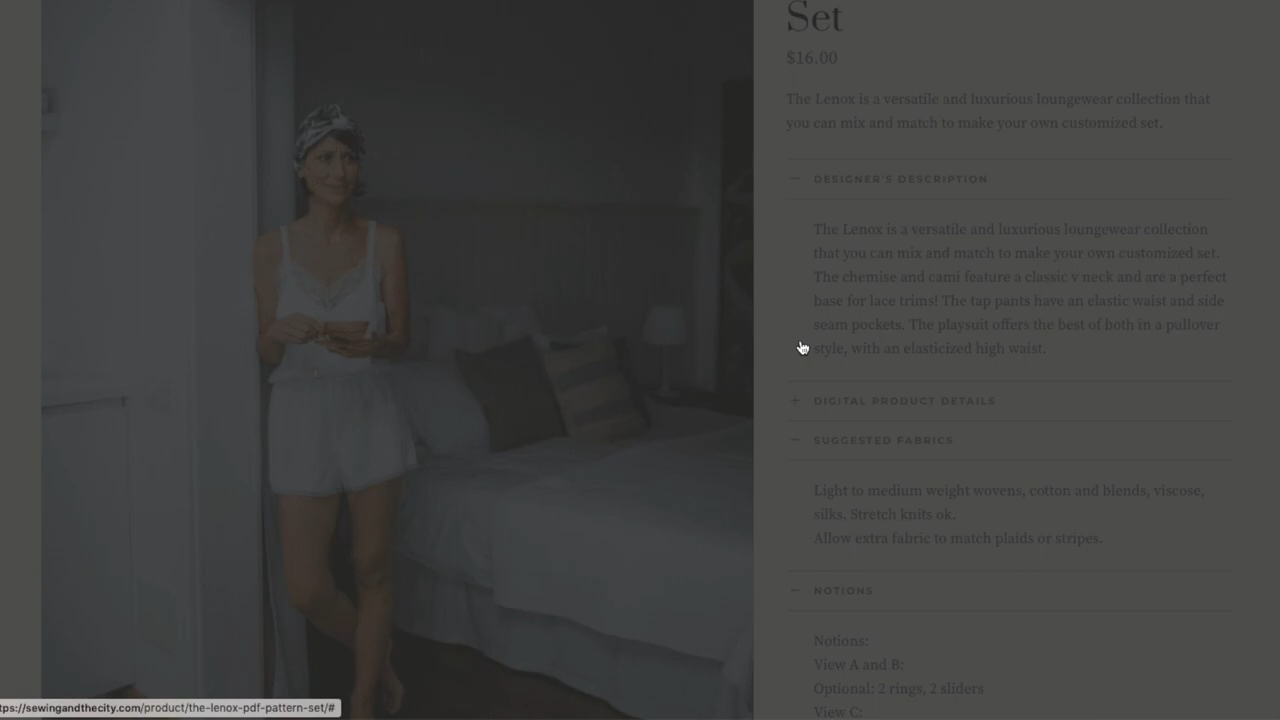 Set
$16.00
The Lenox is a versatile and luxurious loungewear collection that
you can mix and match to make your own customized set.
DESIGNER'S DESCRIPTION
The Lenox is a versatile and luxurious loungewear collection
that you can mix and match to make your own customized set.
The chemise and cami feature a classic v neck and are a perfect
base for lace trims! The tap pants have an elastic waist and side
seam pockets. The playsuit offers the best of both in a pullover
style, with an elasticized high waist.
DIGITAL PRODUCT DETAILS
SUGGESTED FABRICS
Light to medium weight wovens, cotton and blends, viscose,
silks. Stretch knits ok.
Allow extra fabric to match plaids or stripes.
NOTIONS
Notions:
View A and B:
Optional: 2 rings, 2 sliders
View C:
tps://sewingandthecity.com/product/the-lenox-pdf-pattern-set/#